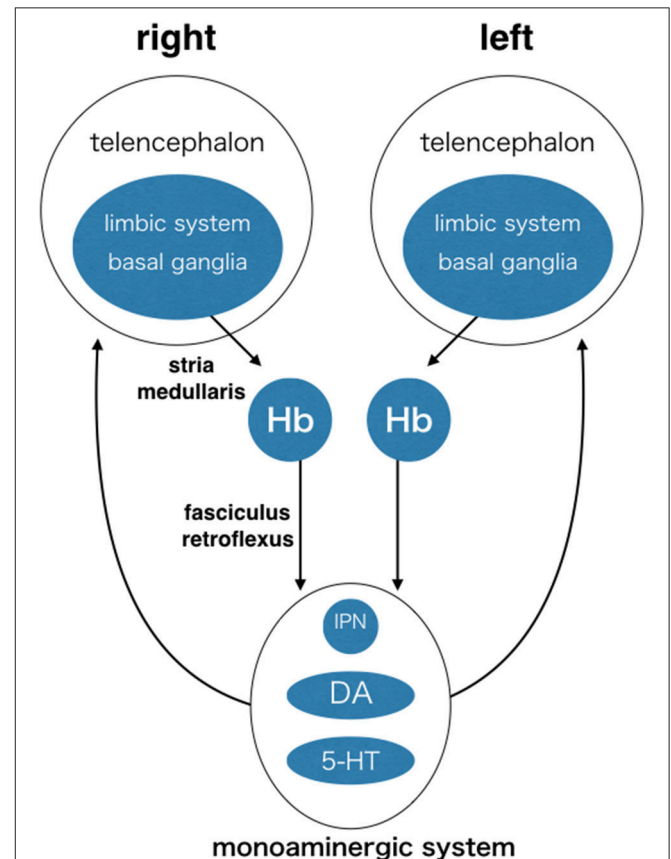 right
left
telencephalon
telencephalon
limbic system
basal ganglia
limbic system
basal ganglia
stria
medullaris
Hb
Hb
fasciculus
retroflexus
IPN
DA
5-HT
monoaminergic system